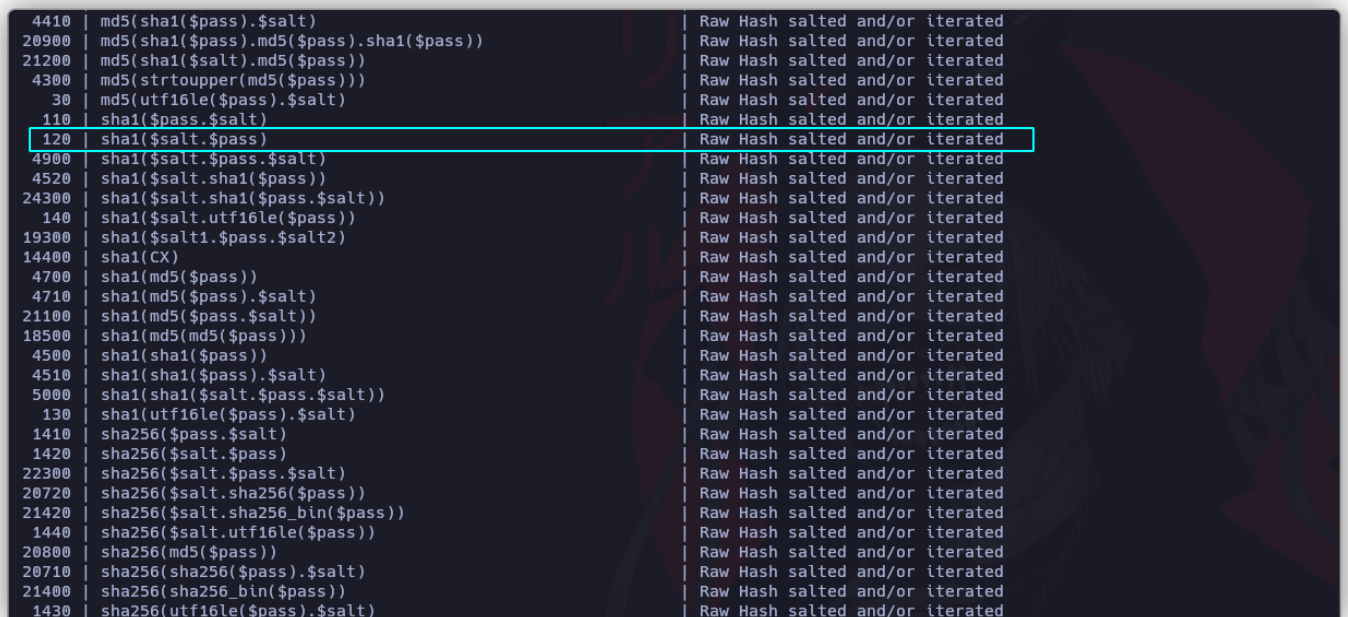 4410 | md5(sha1($pass).$salt) | Raw Hash salted and/or iterated
20900 | md5(sha1($pass).md5($pass).sha1($pass)) | Raw Hash salted and/or iterated
21200 | md5(sha1($salt).md5($pass)) | Raw Hash salted and/or iterated
4300 | md5(strtoupper(md5($pass))) | Raw Hash salted and/or iterated
30 | md5(utf16le($pass).$salt) | Raw Hash salted and/or iterated
110 | sha1($pass.$salt) | Raw Hash salted and/or iterated
120 | sha1($salt.$pass) | Raw Hash salted and/or iterated
4900 | sha1($salt.$pass.$salt) | Raw Hash salted and/or iterated
4520 | sha1($salt.sha1($pass)) | Raw Hash salted and/or iterated
24300 | sha1($salt.sha1($pass.$salt)) | Raw Hash salted and/or iterated
140 | sha1($salt.utf16le($pass)) | Raw Hash salted and/or iterated
19300 | sha1($salt1.$pass.$salt2) | Raw Hash salted and/or iterated
14400 | sha1(CX) | Raw Hash salted and/or iterated
4700 | sha1(md5($pass)) | Raw Hash salted and/or iterated
4710 | sha1(md5($pass).$salt) | Raw Hash salted and/or iterated
21100 | sha1(md5($pass.$salt)) | Raw Hash salted and/or iterated
18500 | sha1(md5(md5($pass))) | Raw Hash salted and/or iterated
4500 | sha1(sha1($pass)) | Raw Hash salted and/or iterated
4510 | sha1(sha1($pass).$salt) | Raw Hash salted and/or iterated
5000 | sha1(sha1($salt.$pass.$salt)) | Raw Hash salted and/or iterated
130 | sha1(utf16le($pass).$salt) | Raw Hash salted and/or iterated
1410 | sha256($pass.$salt) | Raw Hash salted and/or iterated
1420 | sha256($salt.$pass) | Raw Hash salted and/or iterated
22300 | sha256($salt.$pass.$salt) | Raw Hash salted and/or iterated
20720 | sha256($salt.sha256($pass)) | Raw Hash salted and/or iterated
21420 | sha256($salt.sha256_bin($pass)) | Raw Hash salted and/or iterated
1440 | sha256($salt.utf16le($pass)) | Raw Hash salted and/or iterated
20800 | sha256(md5($pass)) | Raw Hash salted and/or iterated
20710 | sha256(sha256($pass).$salt) | Raw Hash salted and/or iterated
21400 | sha256(sha256_bin($pass)) | Raw Hash salted and/or iterated
1430 | sha256(utf16le($pass).$salt) | Raw Hash salted and/or iterated